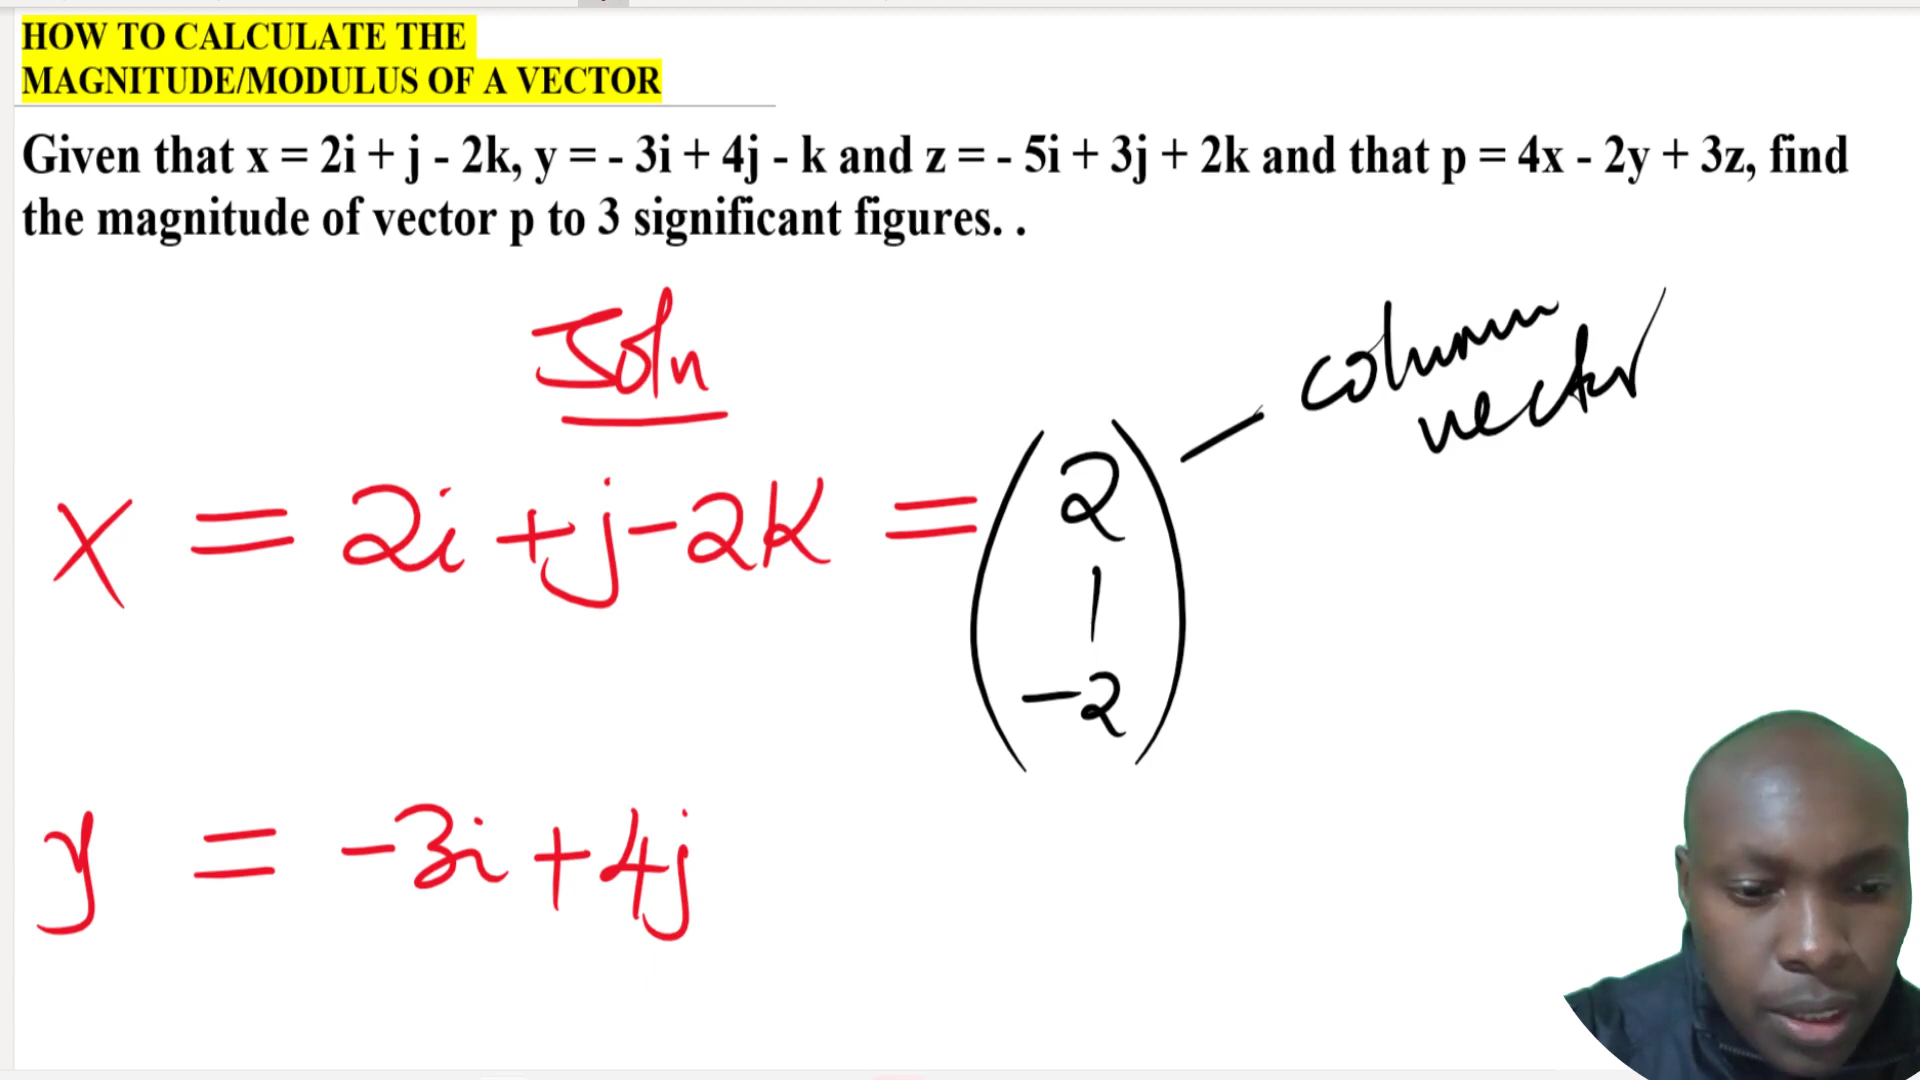 HOW TO CALCULATE THE
MAGNITUDE/MODULUS OF A VECTOR
Given that x = 2i + j - 2k, y = - 3i + 4j - k and z = - 5i + 3j + 2k and that p = 4x - 2y + 3z, find
the magnitude of vector p to 3 significant figures. .
Soln
column
vector
x = 2i + j - 2k = ( 2
1
-2 )
y = -3i + 4j